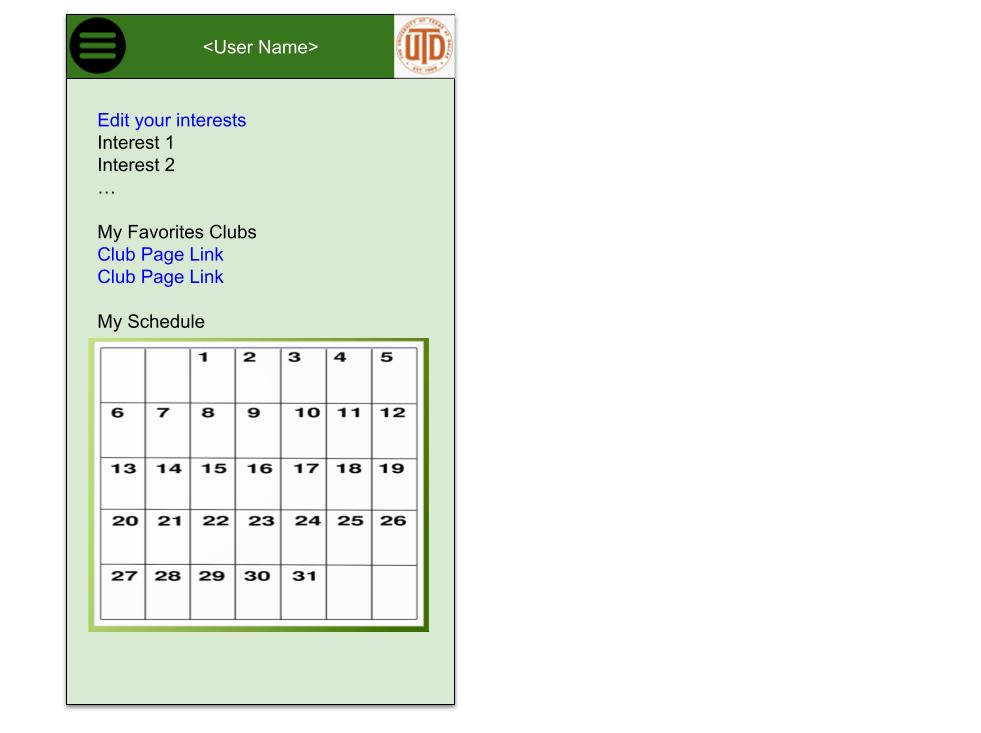 <User Name>
UTD
THE UNIVERSITY OF TEXAS AT DALLAS
EST. 1969
Edit your interests
Interest 1
Interest 2
…
My Favorites Clubs
Club Page Link
Club Page Link
My Schedule
1 2 3 4 5
6 7 8 9 10 11 12
13 14 15 16 17 18 19
20 21 22 23 24 25 26
27 28 29 30 31